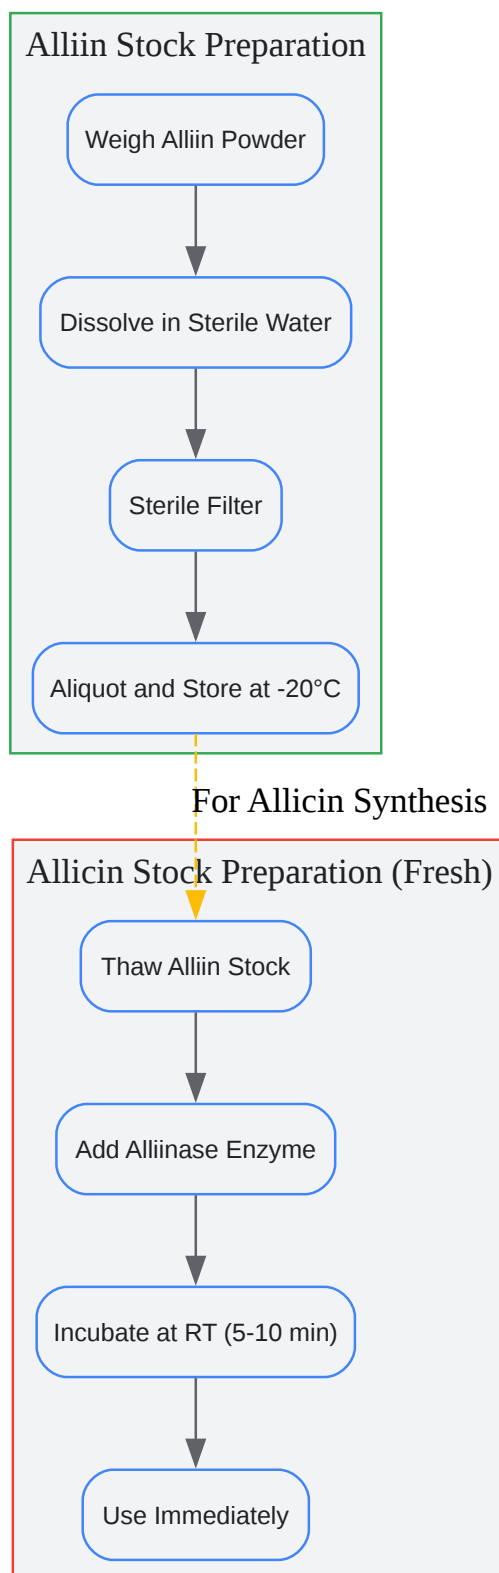 Alliin Stock Preparation
Weigh Alliin Powder
Dissolve in Sterile Water
Sterile Filter
Aliquot and Store at -20°C
For Allicin Synthesis
Allicin Stock Preparation (Fresh)
Thaw Alliin Stock
Add Alliinase Enzyme
Incubate at RT (5-10 min)
Use Immediately